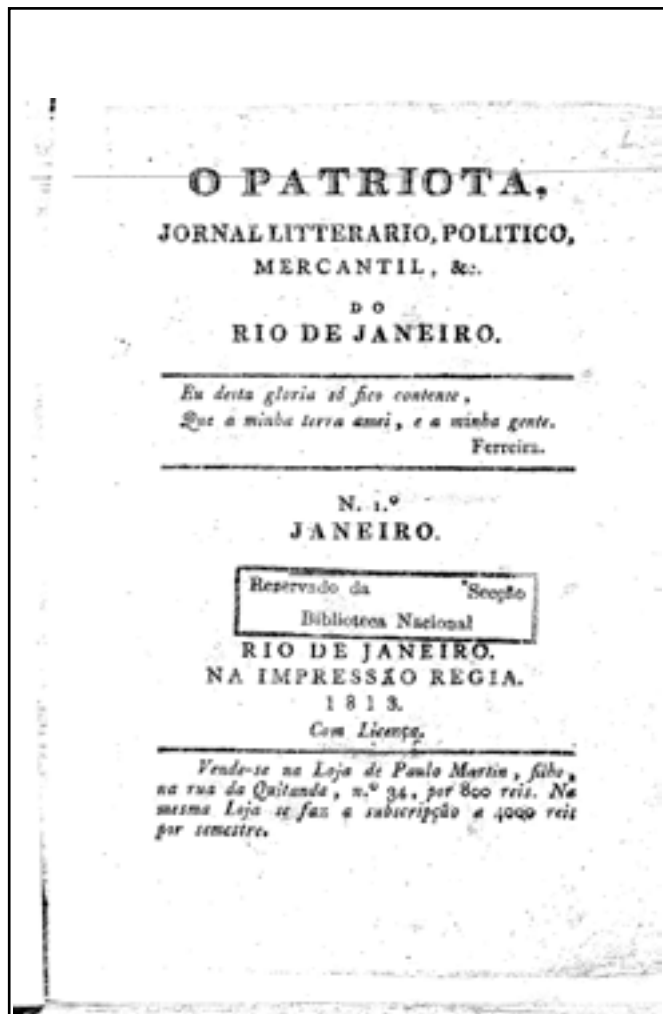 O PATRIOTA,
JORNAL LITTERARIO, POLITICO,
MERCANTIL, &c.
DO
RIO DE JANEIRO.
Eu desta gloria só fico contente,
Que a minha terra amei, e a minha gente.
Ferreira.
N. 1.º
JANEIRO.
Reservado da Secção
Biblioteca Nacional
RIO DE JANEIRO.
NA IMPRESSÃO REGIA.
1813.
Com Licença.
Vende-se na Loja de Paulo Martin, filho,
na rua da Quitanda, n.º 34, por 800 reis. Na
mesma Loja se faz a subscripção a 4000 reis
por semestre.